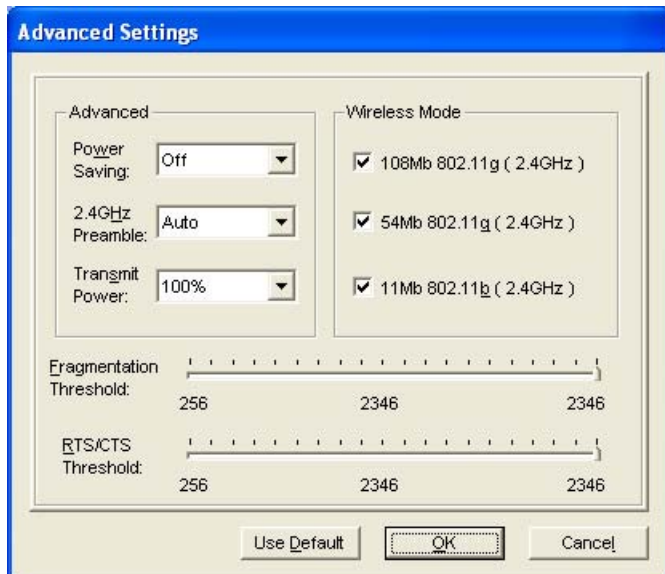 Advanced Settings
Advanced
Power Saving:
Off
2.4GHz Preamble:
Auto
Transmit Power:
100%
Wireless Mode
108Mb 802.11g ( 2.4GHz )
54Mb 802.11g ( 2.4GHz )
11Mb 802.11b ( 2.4GHz )
Fragmentation Threshold:
256 2346 2346
RTS/CTS Threshold:
256 2346 2346
Use Default OK Cancel